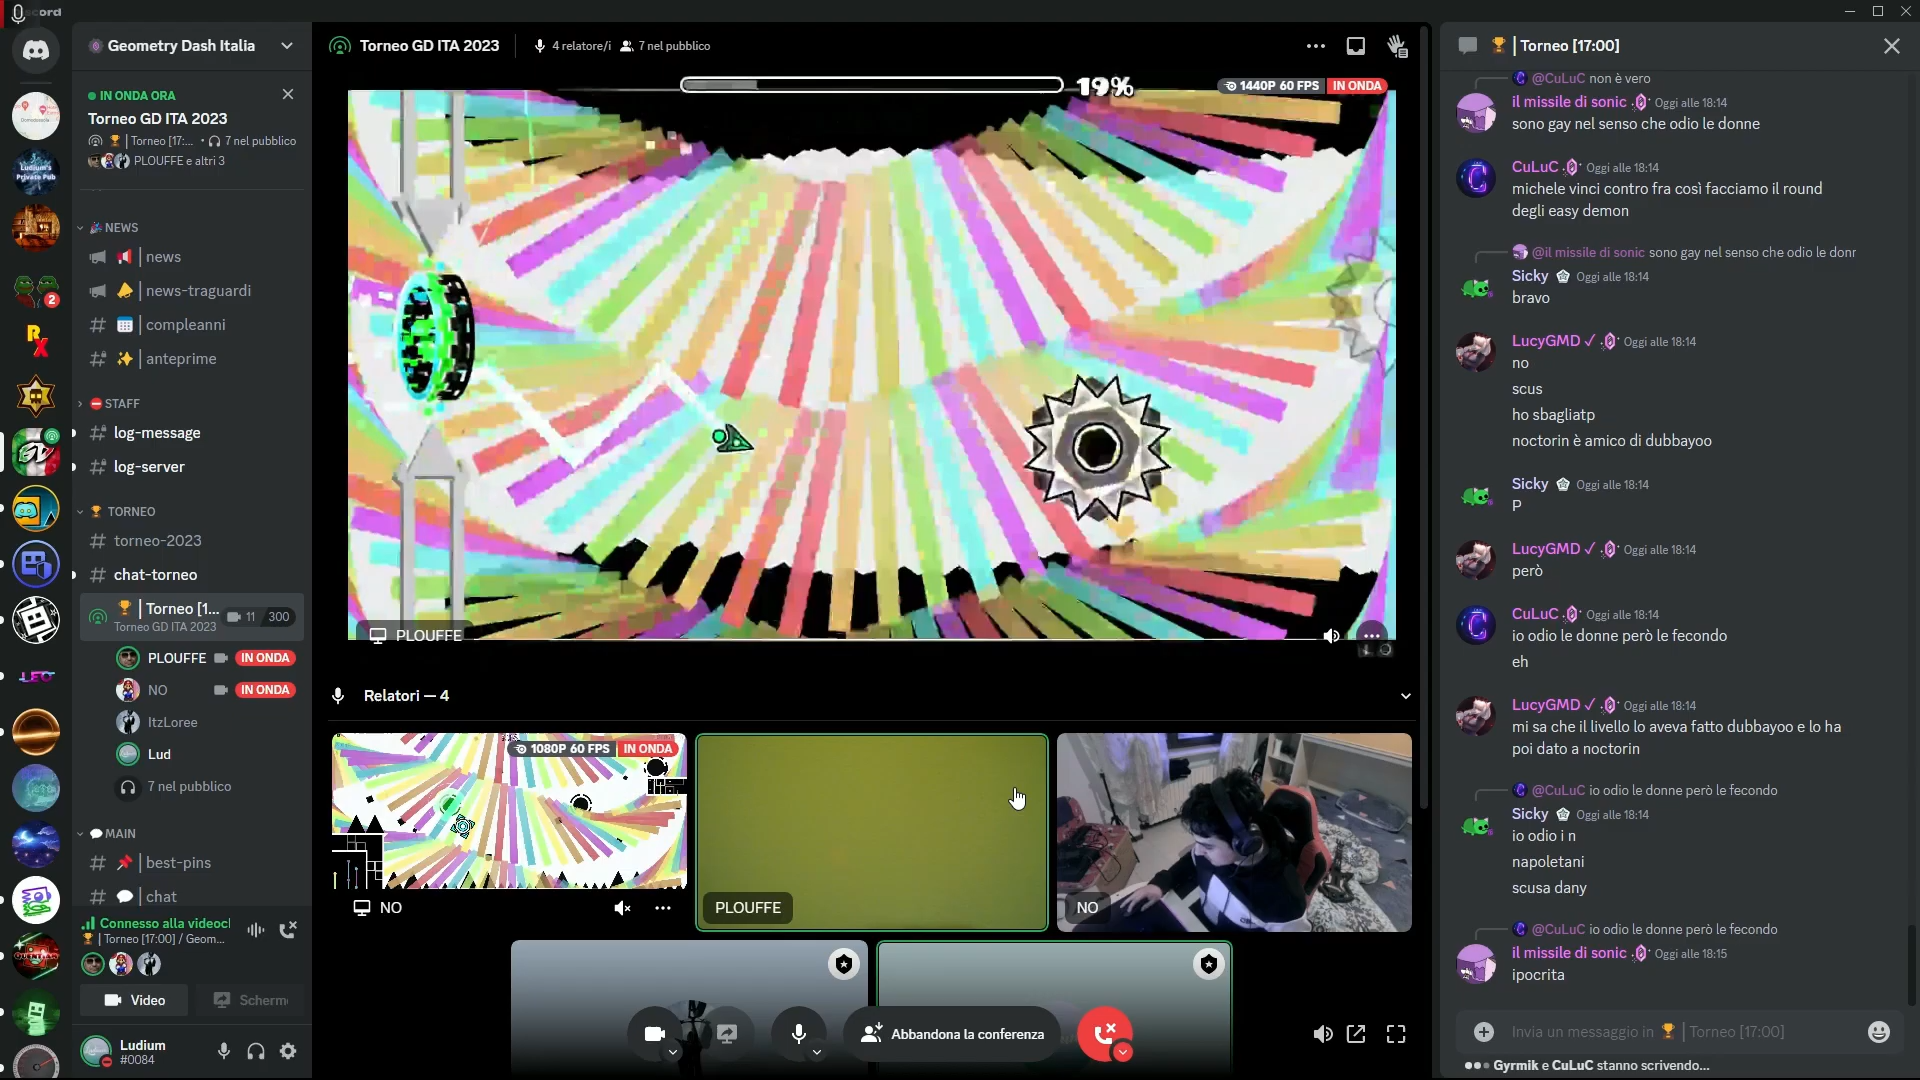 Geometry Dash Italia
IN ONDA ORA
Torneo GD ITA 2023
| Torneo [17:... • 7 nel pubblico
PLOUFFE e altri 3
NEWS
| news
| news-traguardi
| compleanni
| anteprime
STAFF
log-message
log-server
TORNEO
torneo-2023
chat-torneo
| Torneo [1...
11 300
Torneo GD ITA 2023
PLOUFFE IN ONDA
NO IN ONDA
ItzLoree
Lud
7 nel pubblico
MAIN
| best-pins
| chat
Connesso alla videoc
| Torneo [17:00] / Geom...
Video
Scherm
Ludium
#0084
Ludium's
Private Pub
2
Torneo GD ITA 2023
4 relatore/i
7 nel pubblico
19%
1440P 60 FPS IN ONDA
PLOUFFE
Relatori — 4
1080P 60 FPS IN ONDA
NO
PLOUFFE
NO
Abbandona la conferenza
| Torneo [17:00]
@CuLuC non è vero
il missile di sonic Oggi alle 18:14
sono gay nel senso che odio le donne
CuLuC Oggi alle 18:14
michele vinci contro fra così facciamo il round
degli easy demon
@il missile di sonic sono gay nel senso che odio le donr
Sicky Oggi alle 18:14
bravo
LucyGMD ✓ Oggi alle 18:14
no
scus
ho sbagliatp
noctorin è amico di dubbayoo
Sicky Oggi alle 18:14
P
LucyGMD ✓ Oggi alle 18:14
però
CuLuC Oggi alle 18:14
io odio le donne però le fecondo
eh
LucyGMD ✓ Oggi alle 18:14
mi sa che il livello lo aveva fatto dubbayoo e lo ha
poi dato a noctorin
@CuLuC io odio le donne però le fecondo
Sicky Oggi alle 18:14
io odio i n
napoletani
scusa dany
@CuLuC io odio le donne però le fecondo
il missile di sonic Oggi alle 18:15
ipocrita
Invia un messaggio in | Torneo [17:00]
Gyrmik e CuLuC stanno scrivendo...